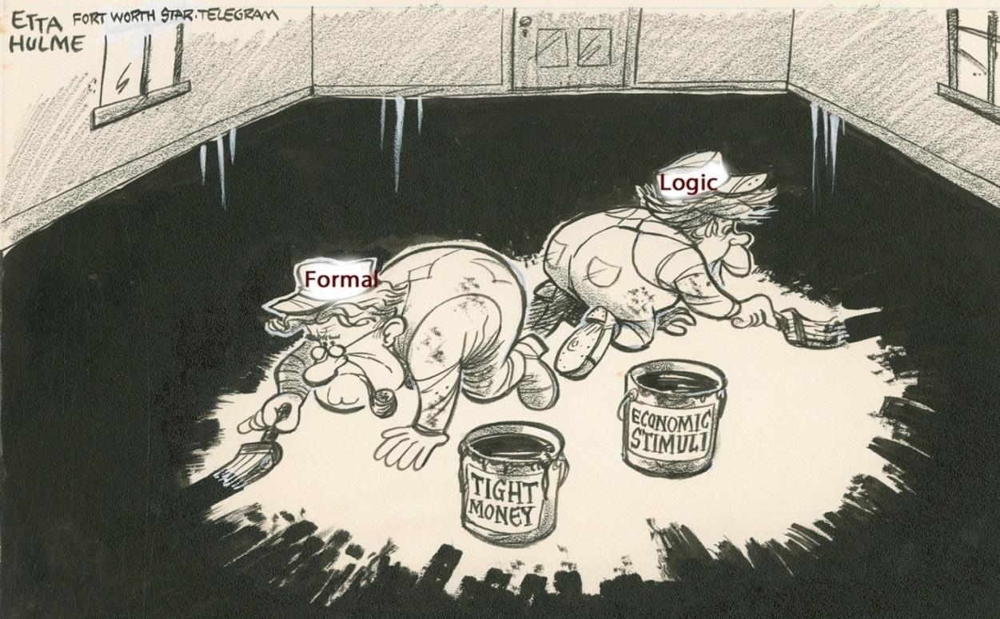 ETTA FORT WORTH STAR-TELEGRAM
HULME
Logic
Formal
ECONOMIC
STIMULI
TIGHT
MONEY